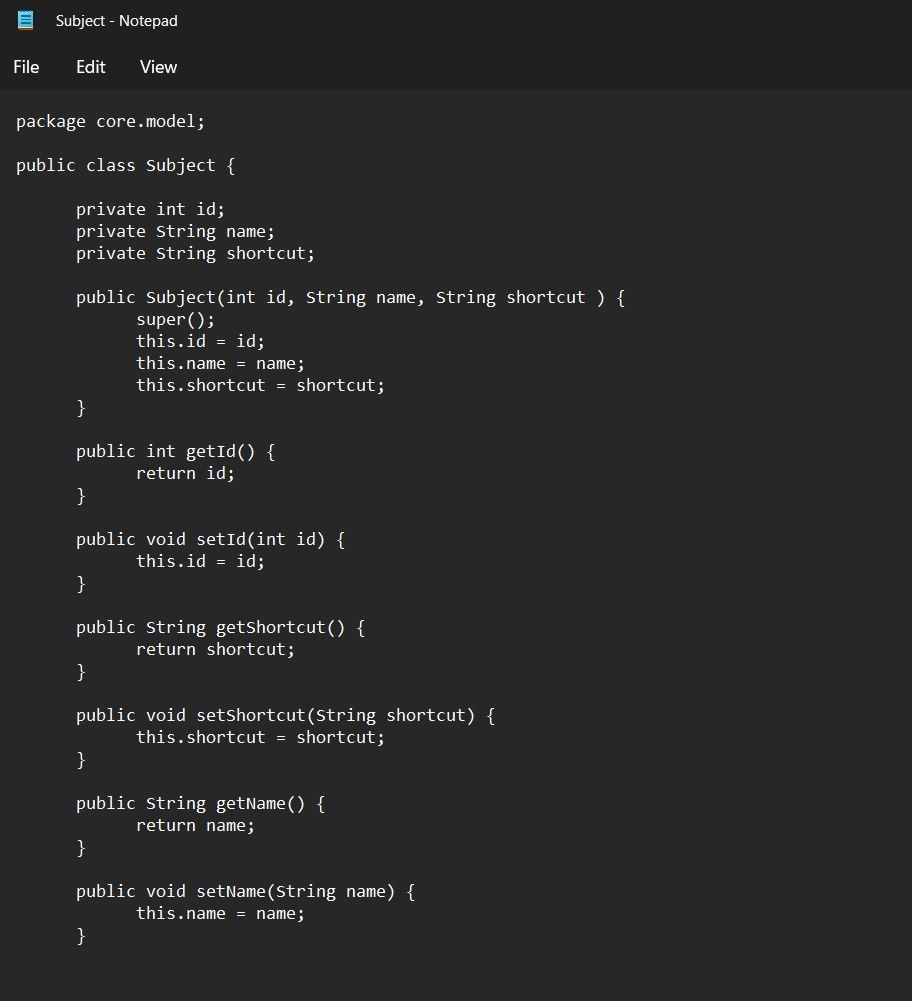 Subject - Notepad
File Edit View
package core.model;
public class Subject {
private int id;
private String name;
private String shortcut;
public Subject(int id, String name, String shortcut ) {
super();
this.id = id;
this.name = name;
this.shortcut = shortcut;
}
public int getId() {
return id;
}
public void setId(int id) {
this.id = id;
}
public String getShortcut() {
return shortcut;
}
public void setShortcut(String shortcut) {
this.shortcut = shortcut;
}
public String getName() {
return name;
}
public void setName(String name) {
this.name = name;
}